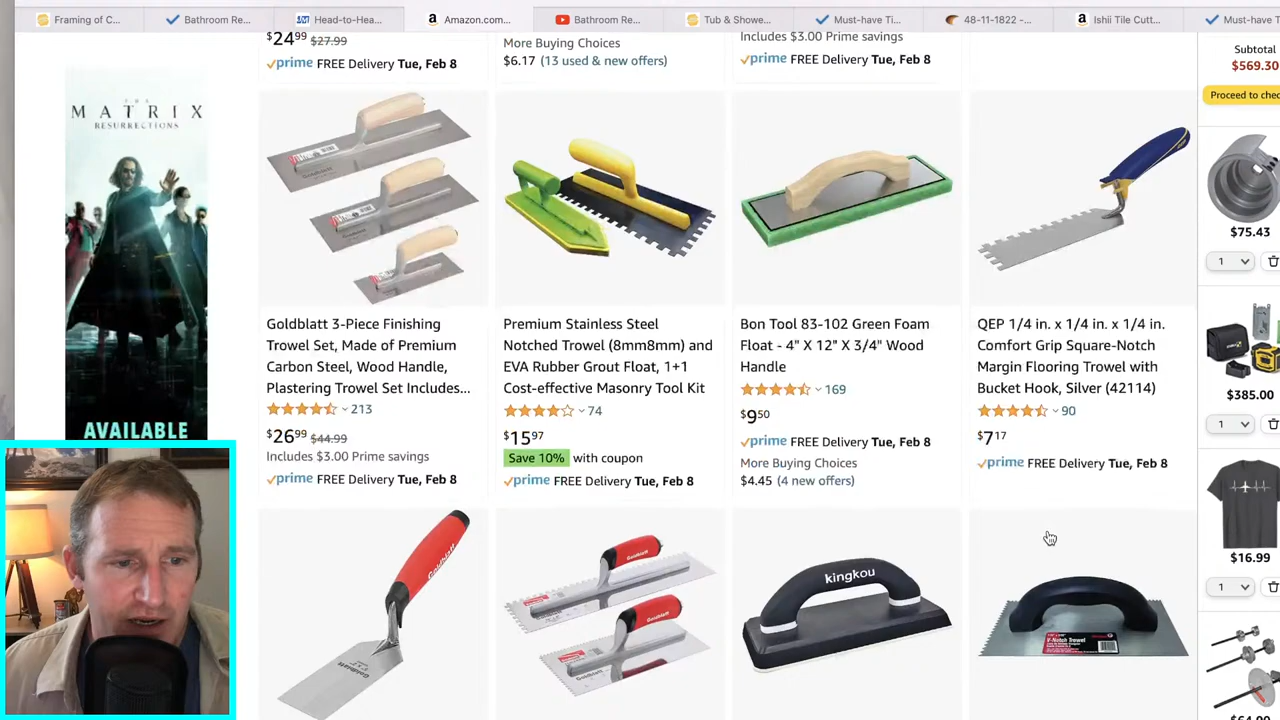 Framing of C...
Bathroom Re...
Head-to-Hea...
Amazon.com...
Bathroom Re...
Tub & Showe...
Must-have Ti...
48-11-1822 -...
Ishii Tile Cutt...
Must-have T
$24.99 $27.99
prime FREE Delivery Tue, Feb 8
More Buying Choices
$6.17 (13 used & new offers)
Includes $3.00 Prime savings
prime FREE Delivery Tue, Feb 8
Subtotal
$569.30
Proceed to chec
THE
MATRIX
RESURRECTIONS
AVAILABLE
Goldblatt 3-Piece Finishing
Trowel Set, Made of Premium
Carbon Steel, Wood Handle,
Plastering Trowel Set Includes...
213
$26.99 $44.99
Includes $3.00 Prime savings
prime FREE Delivery Tue, Feb 8
Premium Stainless Steel
Notched Trowel (8mm8mm) and
EVA Rubber Grout Float, 1+1
Cost-effective Masonry Tool Kit
74
$15.97
Save 10% with coupon
prime FREE Delivery Tue, Feb 8
Bon Tool 83-102 Green Foam
Float - 4" X 12" X 3/4" Wood
Handle
169
$9.50
prime FREE Delivery Tue, Feb 8
More Buying Choices
$4.45 (4 new offers)
QEP 1/4 in. x 1/4 in. x 1/4 in.
Comfort Grip Square-Notch
Margin Flooring Trowel with
Bucket Hook, Silver (42114)
90
$7.17
prime FREE Delivery Tue, Feb 8
$75.43
1
$385.00
1
$16.99
1
$64.00
Goldblatt
Goldblatt
Goldblatt
Goldblatt
kingkou
V-Notch Trowel